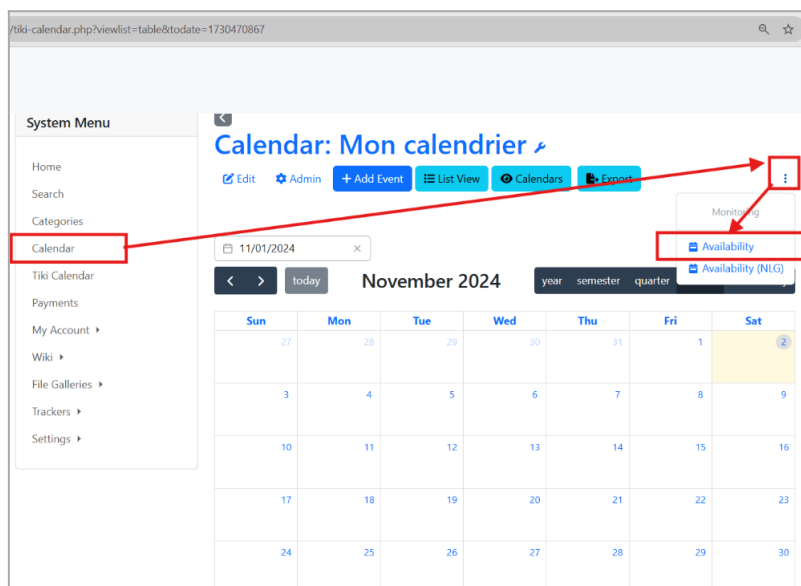 /tiki-calendar.php?viewlist=table&todate=1730470867
System Menu
Home
Search
Categories
Calendar
Tiki Calendar
Payments
My Account
Wiki
File Galleries
Trackers
Settings
Calendar: Mon calendrier
Edit Admin + Add Event List View Calendars Export
Monitoring
Availability
Availability (NLG)
11/01/2024 ×
today November 2024 year semester quarter
Sun Mon Tue Wed Thu Fri Sat
27 28 29 30 31 1 2
3 4 5 6 7 8 9
10 11 12 13 14 15 16
17 18 19 20 21 22 23
24 25 26 27 28 29 30